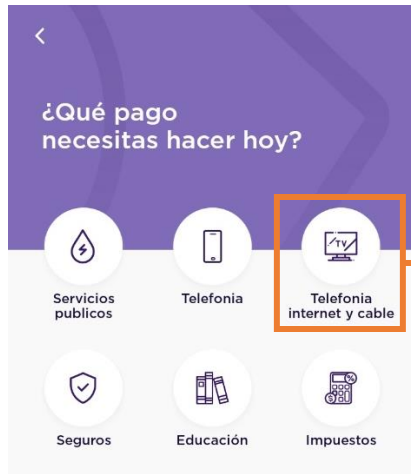 ¿Qué pago
necesitas hacer hoy?
TV
Servicios
publicos
Telefonia
Telefonia
internet y cable
Seguros
Educación
Impuestos